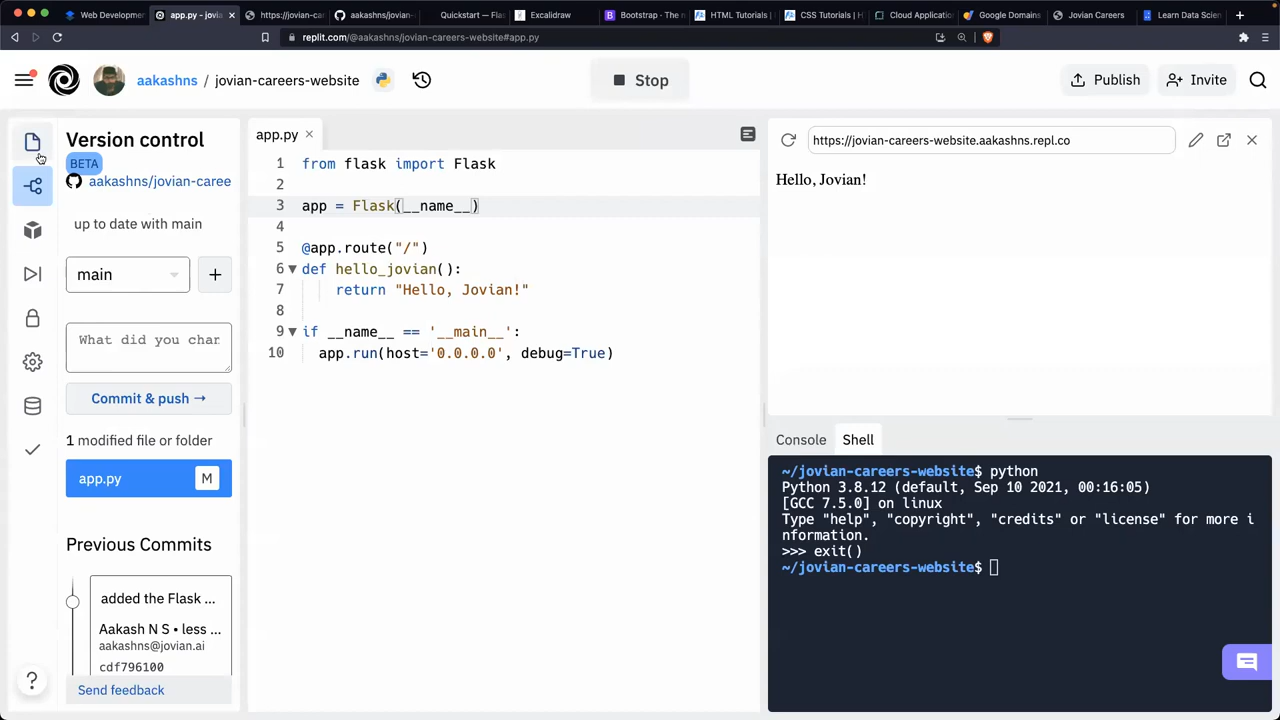 Web Developmen
app.py - jovia
https://jovian-ca
aakashns/jovian-
Quickstart — Flas
Excalidraw
Bootstrap - The m
HTML Tutorials |
CSS Tutorials |
Cloud Application
Google Domains
Jovian Careers
Learn Data Scien
replit.com/@aakashns/jovian-careers-website#app.py
aakashns / jovian-careers-website
Stop
Publish
Invite
Version control
BETA
aakashns/jovian-caree
up to date with main
main
What did you char
Commit & push →
1 modified file or folder
app.py M
Previous Commits
added the Flask ...
Aakash N S • less ...
aakashns@jovian.ai
cdf796100
Send feedback
app.py
1 from flask import Flask
2
3 app = Flask(__name__)
4
5 @app.route("/")
6 def hello_jovian():
7 return "Hello, Jovian!"
8
9 if __name__ == '__main__':
10 app.run(host='0.0.0.0', debug=True)
https://jovian-careers-website.aakashns.repl.co
Hello, Jovian!
Console Shell
~/jovian-careers-website$ python
Python 3.8.12 (default, Sep 10 2021, 00:16:05)
[GCC 7.5.0] on linux
Type "help", "copyright", "credits" or "license" for more i
nformation.
>>> exit()
~/jovian-careers-website$